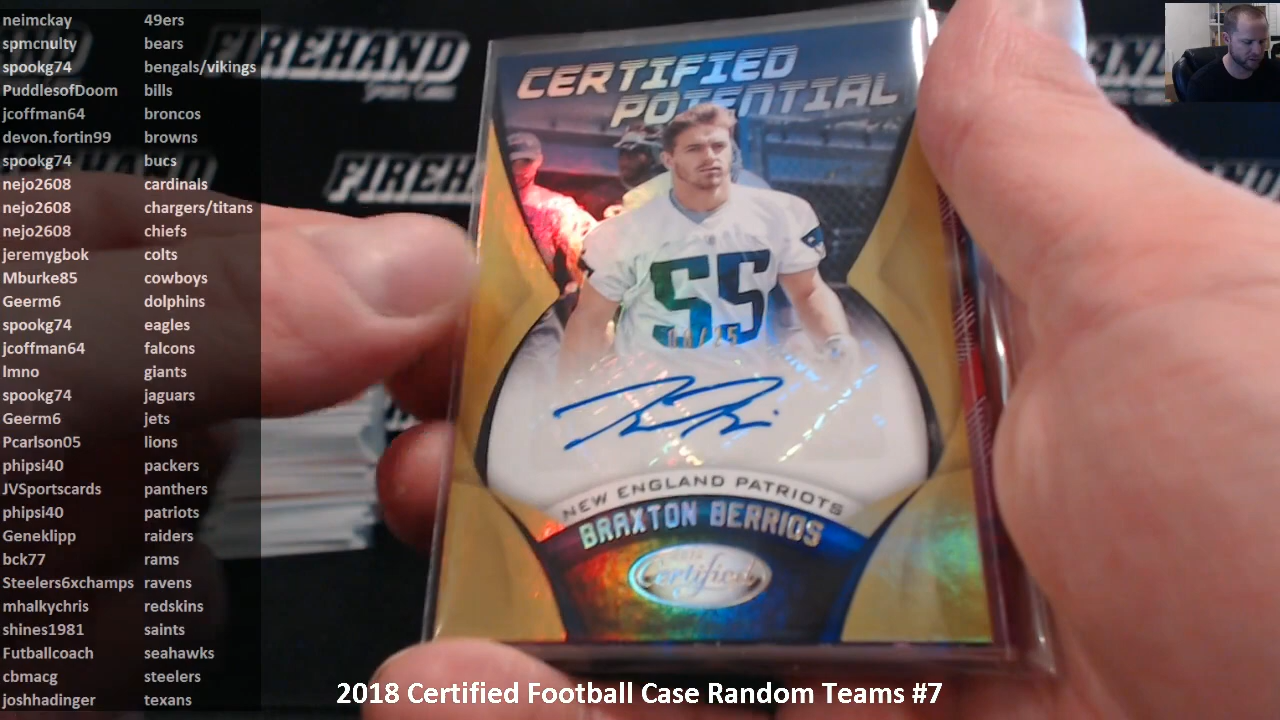 neimckay 49ers
spmcnulty bears
spookg74 bengals/vikings
PuddlesofDoom bills
jcoffman64 broncos
devon.fortin99 browns
spookg74 bucs
nejo2608 cardinals
nejo2608 chargers/titans
nejo2608 chiefs
jeremygbok colts
Mburke85 cowboys
Geerm6 dolphins
spookg74 eagles
jcoffman64 falcons
lmno giants
spookg74 jaguars
Geerm6 jets
Pcarlson05 lions
phipsi40 packers
JVSportscards panthers
phipsi40 patriots
Geneklipp raiders
bck77 rams
Steelers6xchamps ravens
mhalkychris redskins
shines1981 saints
Futballcoach seahawks
cbmacg steelers
joshhadinger texans
FIREHAND
FIREHAND
CERTIFIED
POTENTIAL
55
NEW ENGLAND PATRIOTS
BRAXTON BERRIOS
Certified
2018 Certified Football Case Random Teams #7